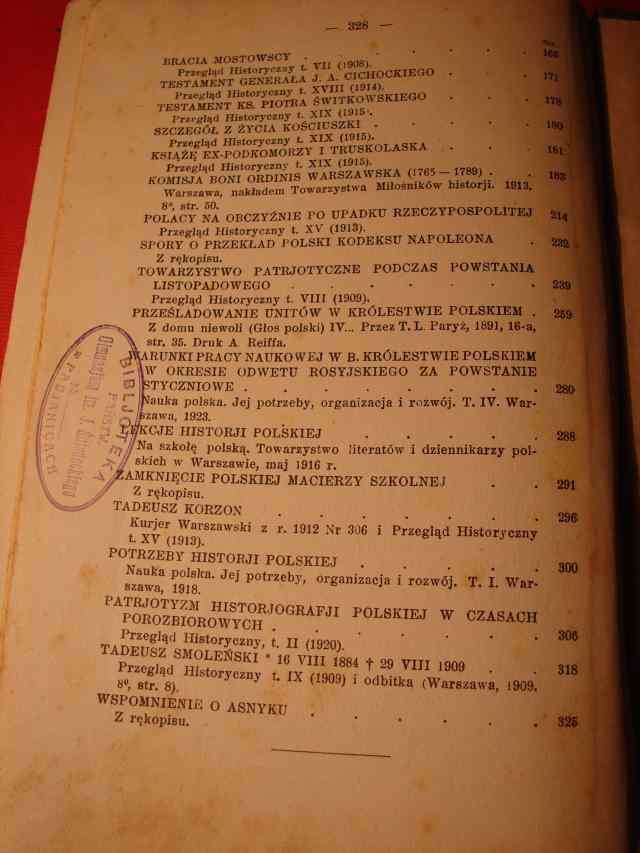 — 328 —
Str.
BRACIA MOSTOWSCY . . . . . 166
Przegląd Historyczny t. VII (1908).
TESTAMENT GENERAŁA J. A. CICHOCKIEGO . . . 171
Przegląd Historyczny t. XVIII (1914).
TESTAMENT KS. PIOTRA ŚWITKOWSKIEGO . . . 178
Przegląd Historyczny t. XIX (1915.
SZCZEGÓŁ Z ŻYCIA KOŚCIUSZKI . . . . 180
Przegląd Historyczny t. XIX (1915).
KSIĄŻĘ EX-PODKOMORZY I TRUSKOLASKA . . . 181
Przegląd Historyczny t. XIX (1915).
KOMISJA BONI ORDINIS WARSZAWSKA (1765 — 1789) . . 183
Warszawa, nakładem Towarzystwa Miłośników historji. 1913.
8º, str. 50.
POLACY NA OBCZYŹNIE PO UPADKU RZECZYPOSPOLITEJ 214
Przegląd Historyczny t. XV (1913).
SPORY O PRZEKŁAD POLSKI KODEKSU NAPOLEONA . 232
Z rękopisu.
TOWARZYSTWO PATRJOTYCZNE PODCZAS POWSTANIA
LISTOPADOWEGO . . . . . . 239
Przegląd Historyczny t. VIII (1909).
PRZEŚLADOWANIE UNITÓW W KRÓLESTWIE POLSKIEM . 259
Z domu niewoli (Głos polski) IV... Przez T. L. Paryż, 1891, 16-a,
str. 35. Druk A. Reiffa.
WARUNKI PRACY NAUKOWEJ W B. KRÓLESTWIE POLSKIEM
W OKRESIE ODWETU ROSYJSKIEGO ZA POWSTANIE
STYCZNIOWE . . . . . . . 280
Nauka polska. Jej potrzeby, organizacja i rozwój. T. IV. War-
szawa, 1923.
LEKCJE HISTORJI POLSKIEJ . . . . . 288
Na szkołę polską. Towarzystwo literatów i dziennikarzy pol-
skich w Warszawie, maj 1916 r.
ZAMKNIĘCIE POLSKIEJ MACIERZY SZKOLNEJ . . 291
Z rękopisu.
TADEUSZ KORZON . . . . . . 296
Kurjer Warszawski z r. 1912 Nr 306 i Przegląd Historyczny
t. XV (1913).
POTRZEBY HISTORJI POLSKIEJ . . . . . 300
Nauka polska. Jej potrzeby, organizacja i rozwój. T. I. War-
szawa, 1918.
PATRJOTYZM HISTORJOGRAFJI POLSKIEJ W CZASACH
POROZBIOROWYCH . . . . . . . 306
Przegląd Historyczny, t. II (1920).
TADEUSZ SMOLEŃSKI * 16 VIII 1884 † 29 VIII 1909 . . 318
Przegląd Historyczny t. IX (1909) i odbitka (Warszawa, 1909,
8º, str. 8).
WSPOMNIENIE O ASNYKU . . . . . . 325
Z rękopisu.
BIBLJOTEKA
PAŃSTW.
Gimnazjum im. J. Śniadeckiego
W PABIANICACH